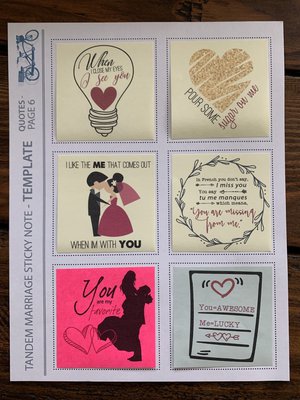 TANDEM MARRIAGE STICKY NOTE - TEMPLATE
QUOTES -
PAGE 6
When
I CLOSE MY EYES
I see you
POUR SOME
sugar on me
I LIKE THE ME THAT COMES OUT
WHEN IM WITH YOU
In French you don't say,
I miss you
You say
tu me manques
which means,
"You are missing
from me."
You
are my
favorite
You=AWESOME
Me=LUCKY